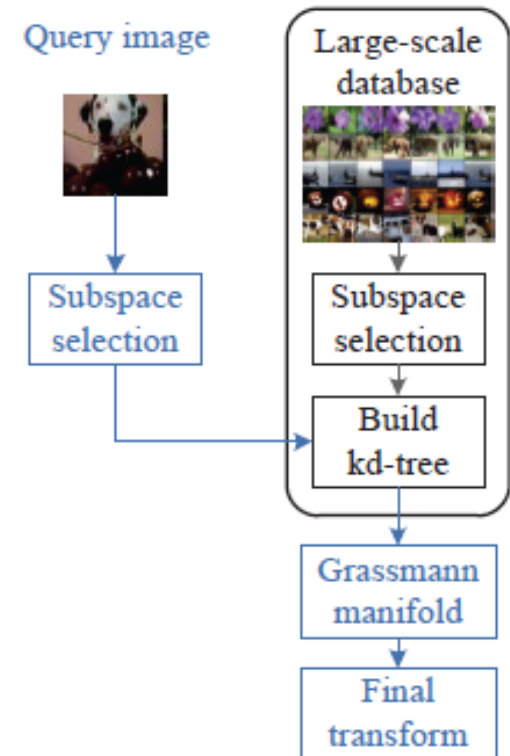 Query image
Large-scale
database
Subspace
selection
Subspace
selection
Build
kd-tree
Grassmann
manifold
Final
transform